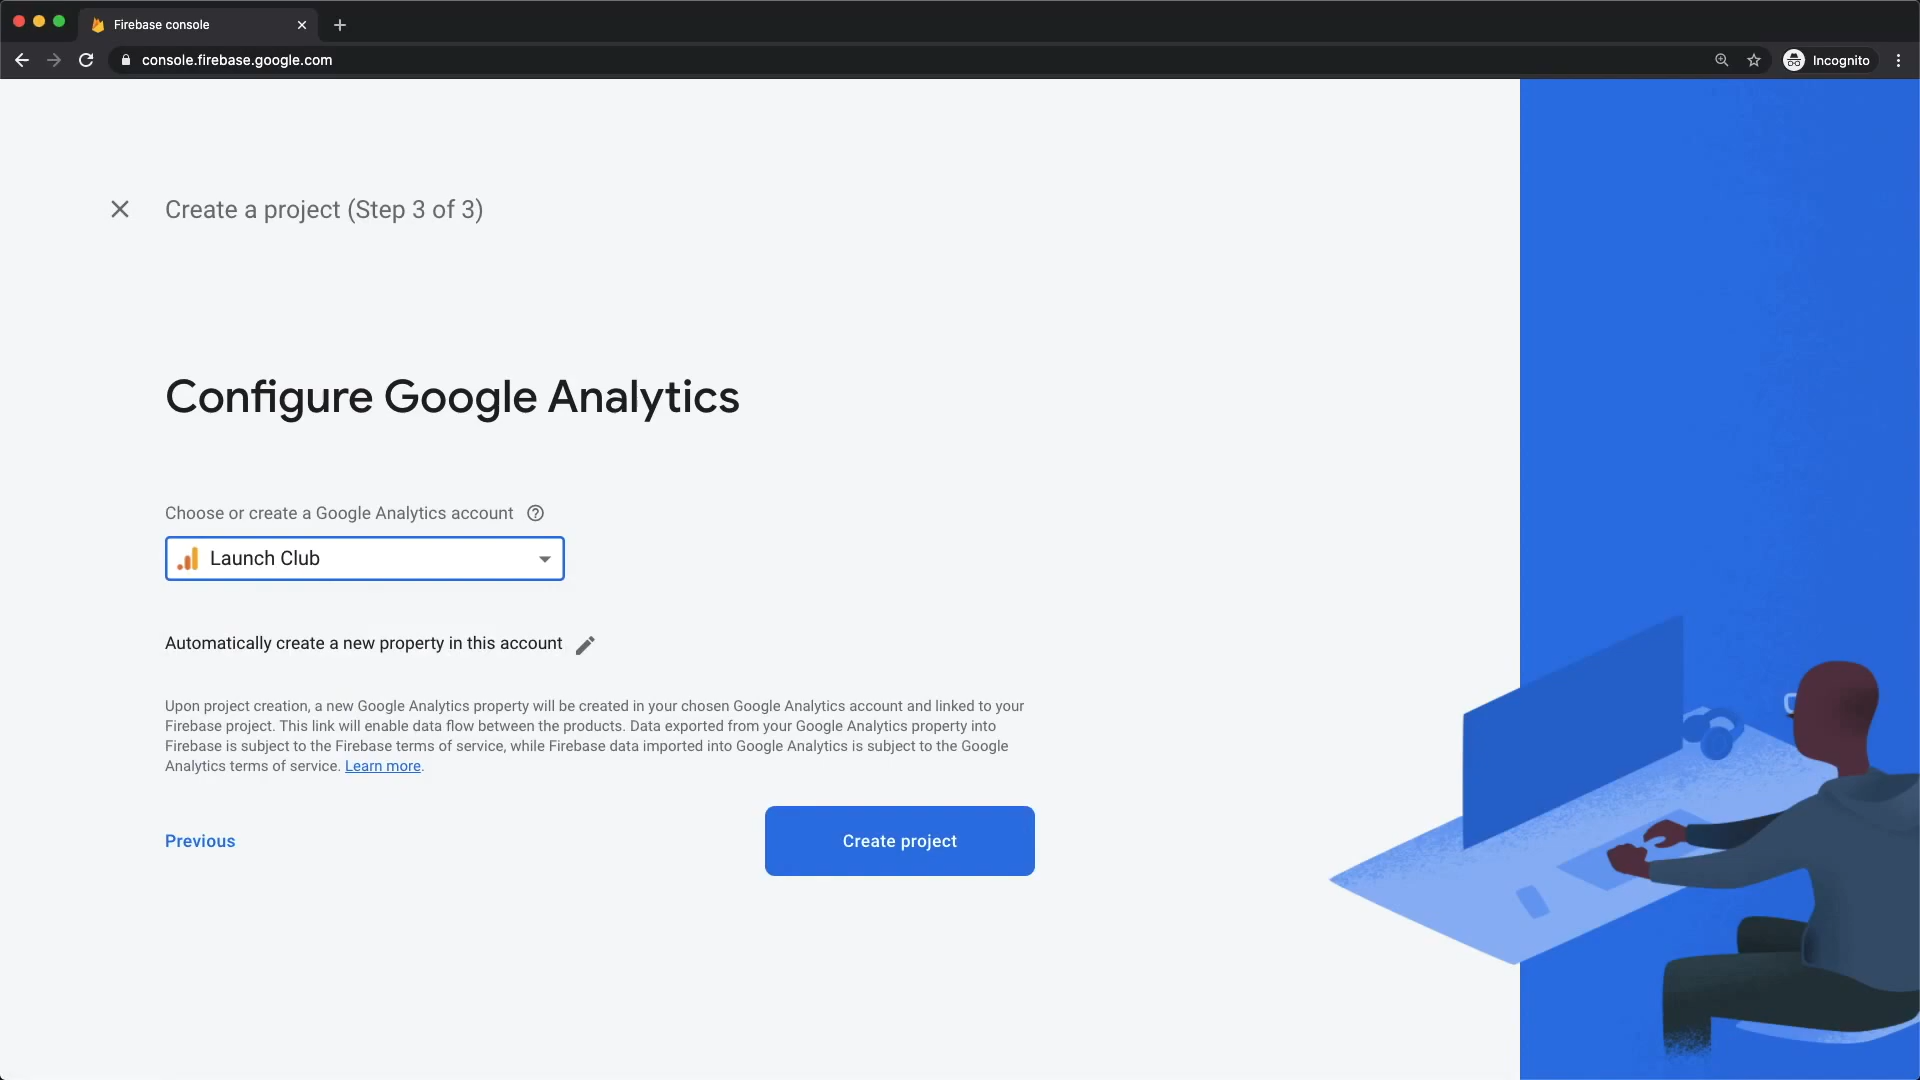 Firebase console
console.firebase.google.com
Incognito
Create a project (Step 3 of 3)
Configure Google Analytics
Choose or create a Google Analytics account
Launch Club
Automatically create a new property in this account
Upon project creation, a new Google Analytics property will be created in your chosen Google Analytics account and linked to your
Firebase project. This link will enable data flow between the products. Data exported from your Google Analytics property into
Firebase is subject to the Firebase terms of service, while Firebase data imported into Google Analytics is subject to the Google
Analytics terms of service. Learn more.
Previous
Create project